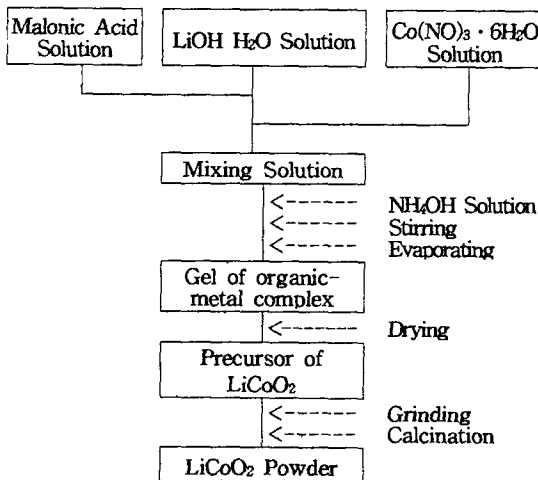 Malonic Acid
Solution
LiOH H₂O Solution
Co(NO)₃・6H₂O
Solution
Mixing Solution
NH₄OH Solution
Stirring
Evaporating
Gel of organic-
metal complex
Drying
Precursor of
LiCoO₂
Grinding
Calcination
LiCoO₂ Powder